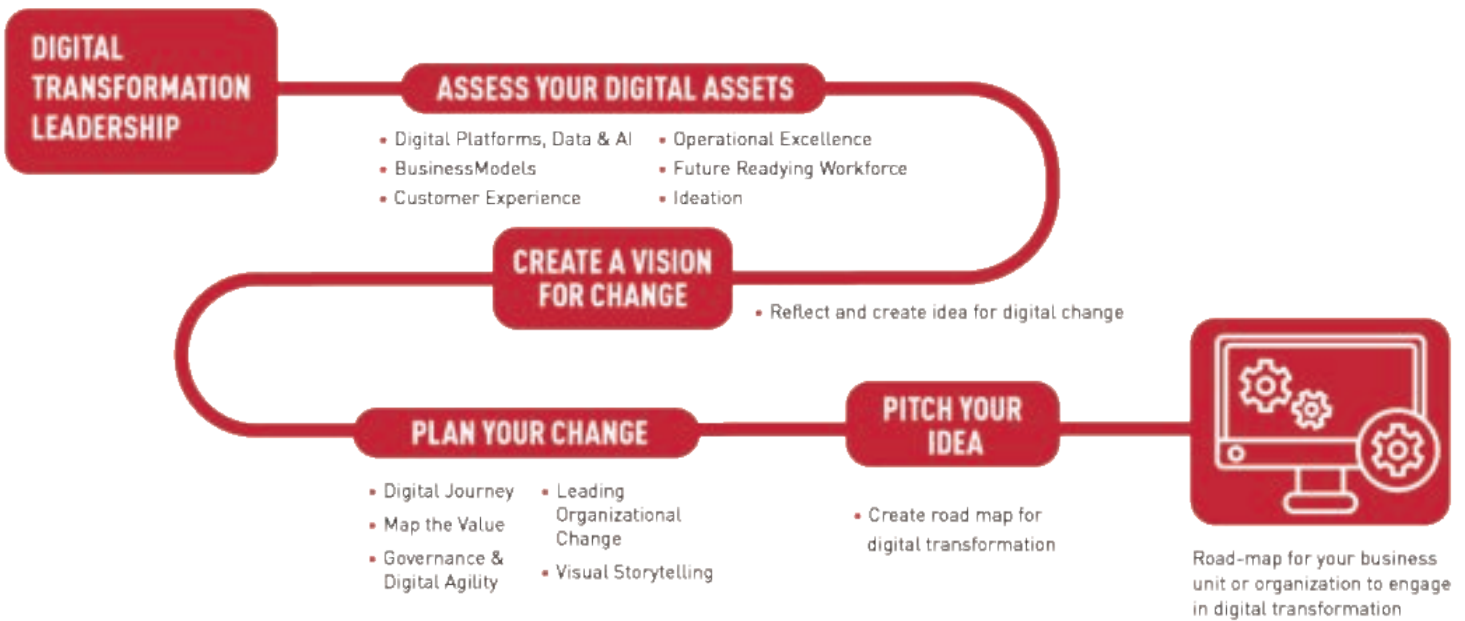 DIGITAL
TRANSFORMATION
LEADERSHIP
ASSESS YOUR DIGITAL ASSETS
• Digital Platforms, Data & AI
• BusinessModels
• Customer Experience
• Operational Excellence
• Future Readying Workforce
• Ideation
CREATE A VISION
FOR CHANGE
• Reflect and create idea for digital change
PLAN YOUR CHANGE
• Digital Journey
• Map the Value
• Governance &
Digital Agility
• Leading
Organizational
Change
• Visual Storytelling
PITCH YOUR
IDEA
• Create road map for
digital transformation
Road-map for your business
unit or organization to engage
in digital transformation